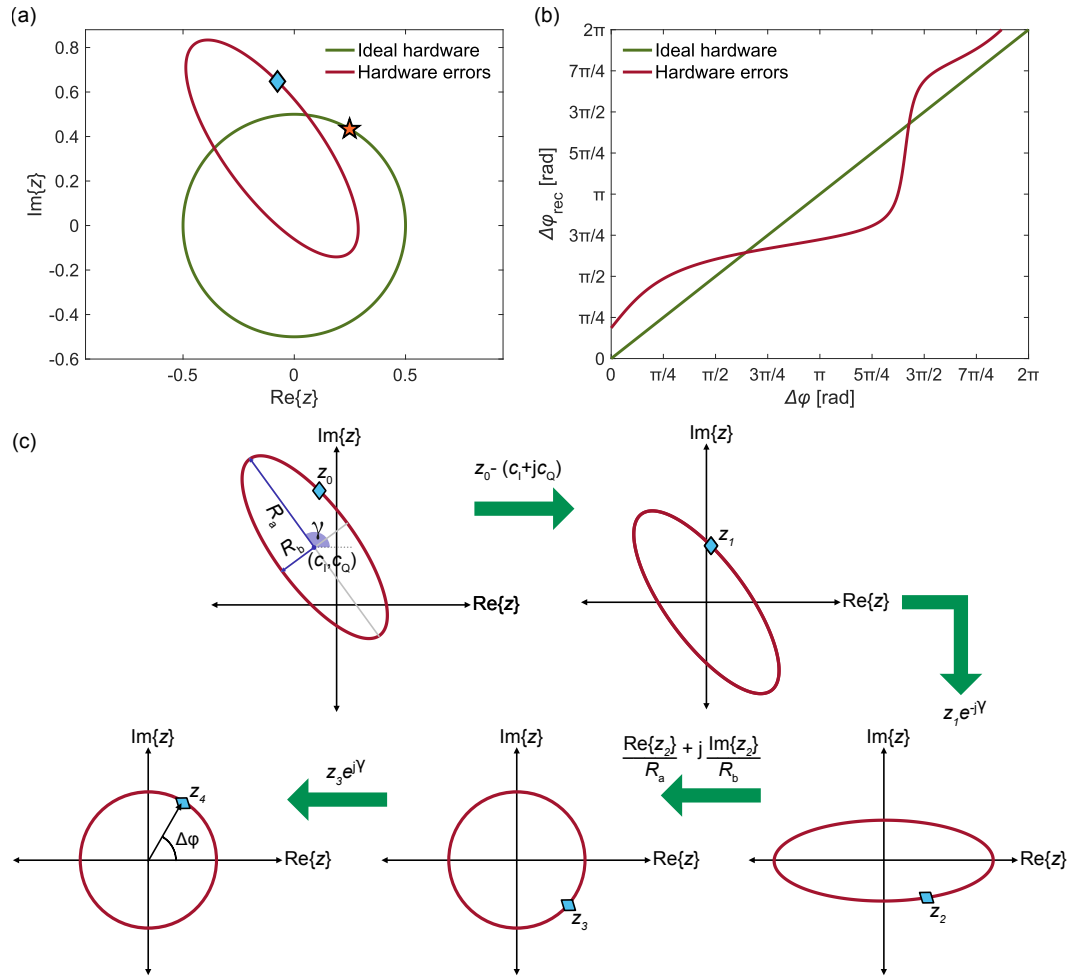 (a)
Ideal hardware
Hardware errors
0.8
0.6
0.4
0.2
0
-0.2
-0.4
-0.6
-0.5
0
0.5
Im{z}
Re{z}
(b)
Ideal hardware
Hardware errors
2π
7π/4
3π/2
5π/4
π
3π/4
π/2
π/4
0
0
π/4
π/2
3π/4
π
5π/4
3π/2
7π/4
2π
Δφrec [rad]
Δφ [rad]
(c)
Im{z}
z0
Ra
γ
Rb
(cI,cQ)
Re{z}
z0- (cI+jcQ)
Im{z}
z1
Re{z}
z1e-jγ
Im{z}
z4
Δφ
Re{z}
z3ejγ
Im{z}
z3
Re{z}
Re{z2}/Ra + j Im{z2}/Rb
Im{z}
z2
Re{z}